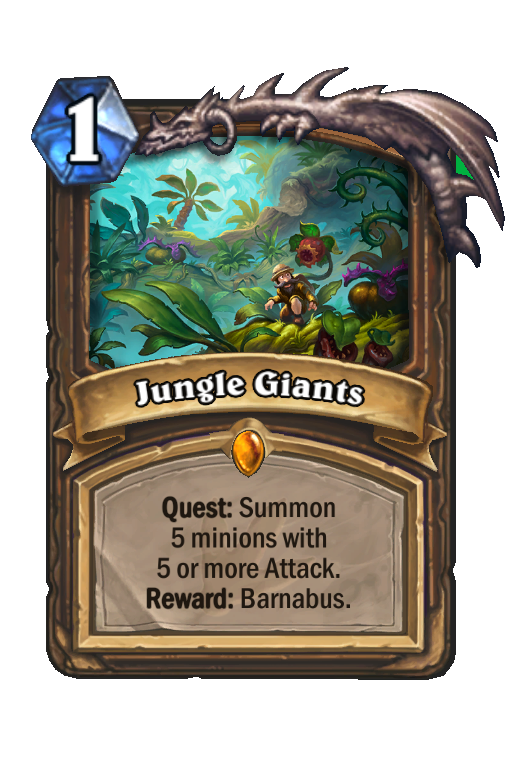 1
Jungle Giants
Quest: Summon
5 minions with
5 or more Attack.
Reward: Barnabus.